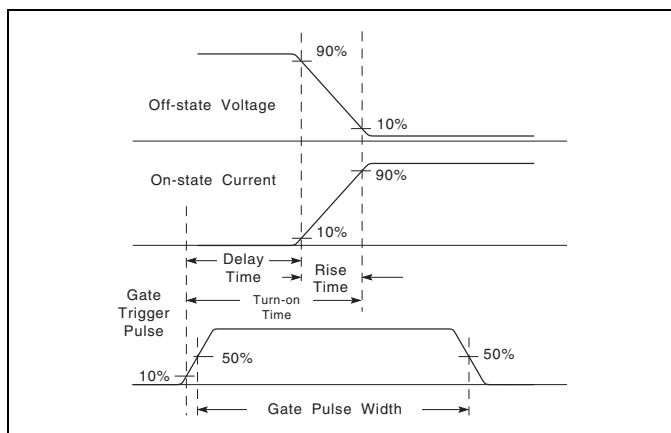 90%
Off-state Voltage
10%
On-state Current
90%
10%
Delay
Time
Rise
Time
Turn-on
Time
Gate
Trigger
Pulse
50%
50%
10%
Gate Pulse Width